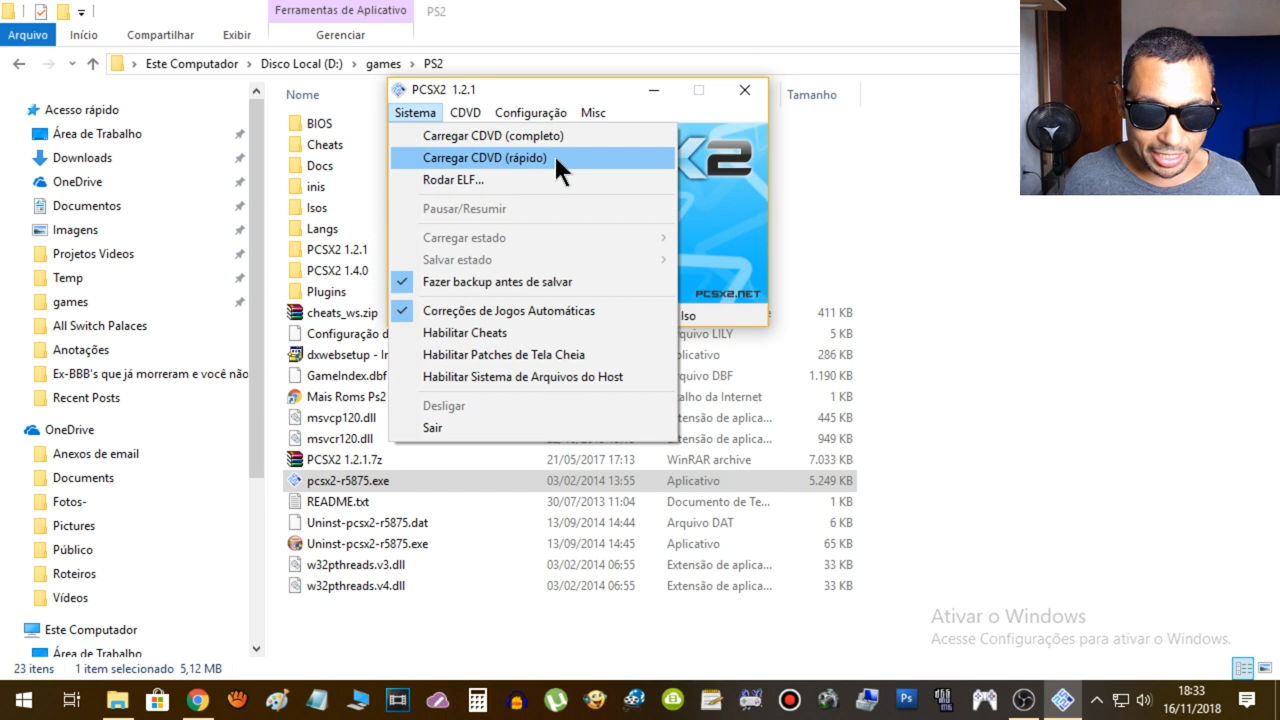 Ferramentas de Aplicativo PS2
Arquivo Início Compartilhar Exibir Gerenciar
Este Computador Disco Local (D:) games PS2
Nome Tamanho
Acesso rápido
Área de Trabalho
Downloads
OneDrive
Documentos
Imagens
Projetos Videos
Temp
games
All Switch Palaces
Anotações
Ex-BBB's que já morreram e você não
Recent Posts
OneDrive
Anexos de email
Documents
Fotos-
Pictures
Público
Roteiros
Vídeos
Este Computador
Área de Trabalho
BIOS
Cheats
Docs
inis
Isos
Langs
PCSX2 1.2.1
PCSX2 1.4.0
Plugins
cheats_ws.zip 411 KB
Configuração d rquivo LILY 5 KB
dxwebsetup - In plicativo 286 KB
GameIndex.dbf rquivo DBF 1.190 KB
Mais Roms Ps2 talho da Internet 1 KB
msvcp120.dll xtensão de aplica... 445 KB
msvcr120.dll xtensão de aplica... 949 KB
PCSX2 1.2.1.7z 21/05/2017 17:13 WinRAR archive 7.033 KB
pcsx2-r5875.exe 03/02/2014 13:55 Aplicativo 5.249 KB
README.txt 30/07/2013 11:04 Documento de Te... 1 KB
Uninst-pcsx2-r5875.dat 13/09/2014 14:44 Arquivo DAT 6 KB
Uninst-pcsx2-r5875.exe 13/09/2014 14:45 Aplicativo 65 KB
w32pthreads.v3.dll 03/02/2014 06:55 Extensão de aplica... 33 KB
w32pthreads.v4.dll 03/02/2014 06:55 Extensão de aplica... 33 KB
PCSX2 1.2.1
Sistema CDVD Configuração Misc
Carregar CDVD (completo)
Carregar CDVD (rápido)
Rodar ELF...
Pausar/Resumir
Carregar estado
Salvar estado
Fazer backup antes de salvar
Correções de Jogos Automáticas
Habilitar Cheats
Habilitar Patches de Tela Cheia
Habilitar Sistema de Arquivos do Host
Desligar
Sair
X2
PCSX2.NET
Iso
Ativar o Windows
Acesse Configurações para ativar o Windows.
23 itens 1 item selecionado 5,12 MB
Ps
18:33
16/11/2018